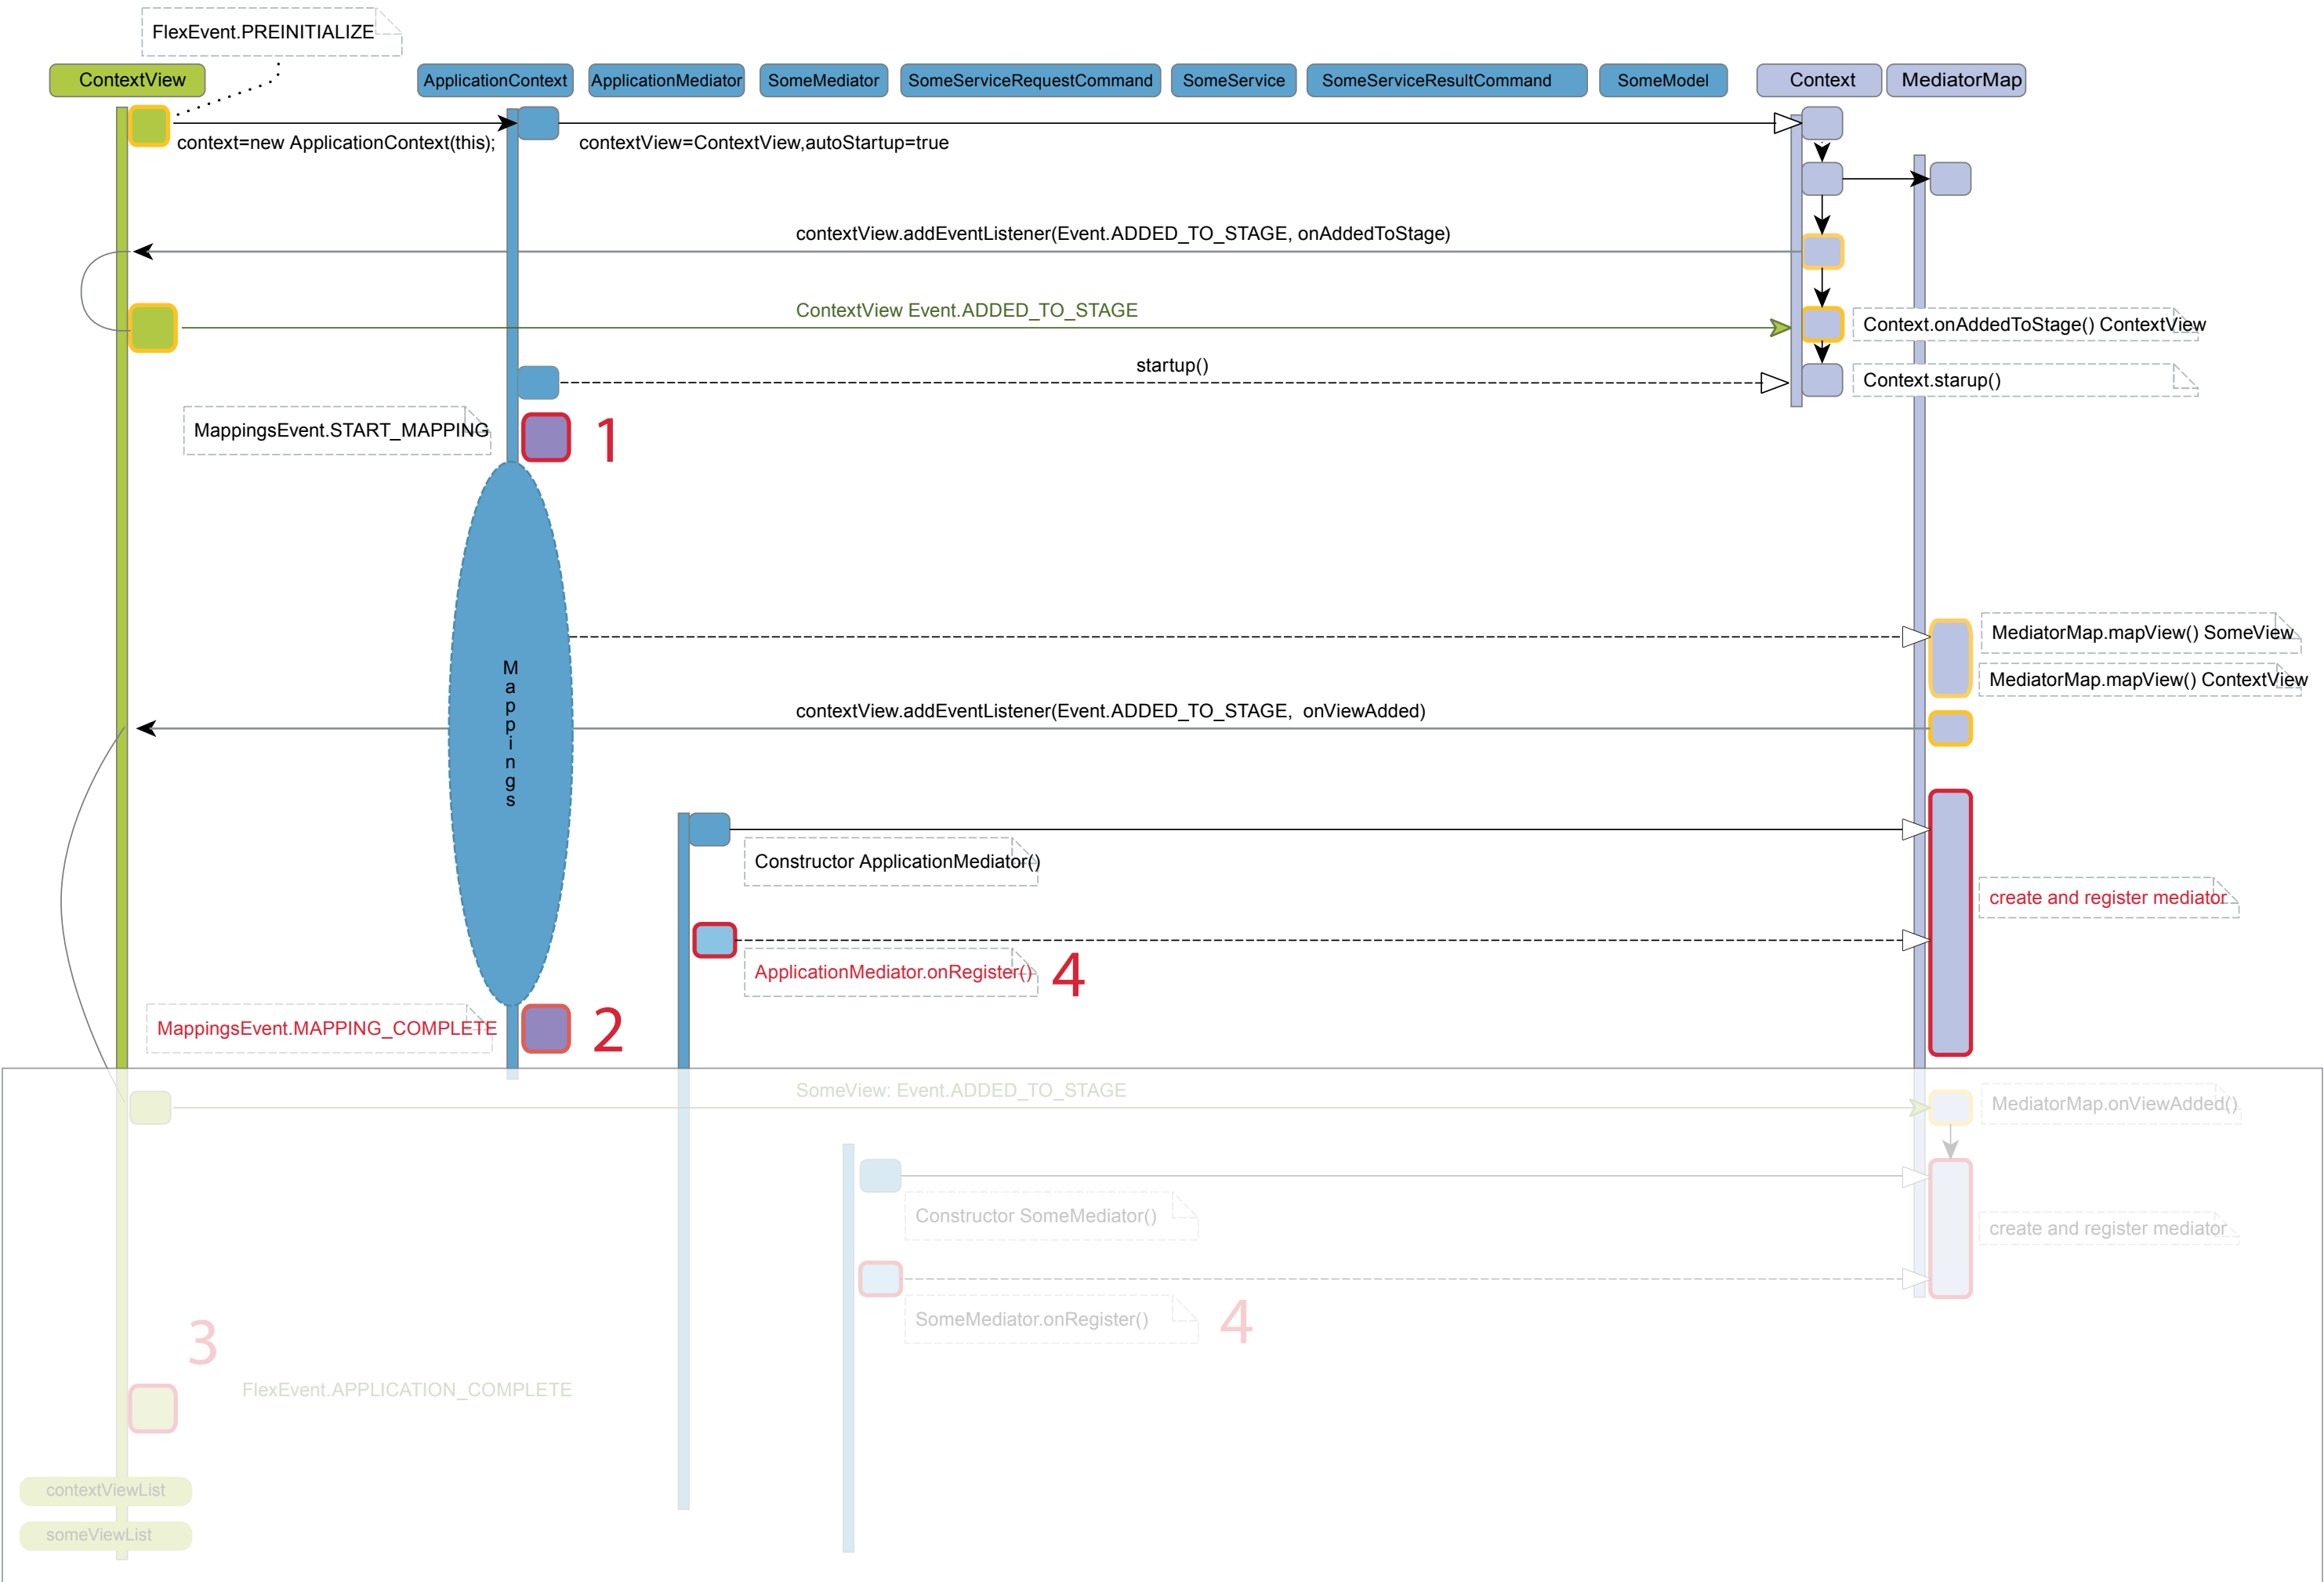 FlexEvent.PREINITIALIZE
ContextView
ApplicationContext
ApplicationMediator
SomeMediator
SomeServiceRequestCommand
SomeService
SomeServiceResultCommand
SomeModel
Context
MediatorMap
context=new ApplicationContext(this);
contextView=ContextView,autoStartup=true
contextView.addEventListener(Event.ADDED_TO_STAGE, onAddedToStage)
ContextView Event.ADDED_TO_STAGE
Context.onAddedToStage() ContextView
startup()
Context.starup()
MappingsEvent.START_MAPPING
1
MediatorMap.mapView() SomeView
MediatorMap.mapView() ContextView
Mappings
contextView.addEventListener(Event.ADDED_TO_STAGE, onViewAdded)
Constructor ApplicationMediator()
create and register mediator
ApplicationMediator.onRegister()
4
MappingsEvent.MAPPING_COMPLETE
2
SomeView: Event.ADDED_TO_STAGE
MediatorMap.onViewAdded()
Constructor SomeMediator()
create and register mediator
SomeMediator.onRegister()
4
3
FlexEvent.APPLICATION_COMPLETE
contextViewList
someViewList